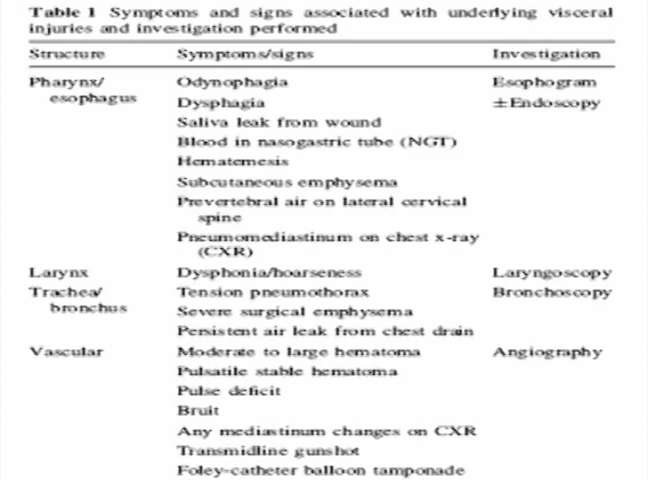 Table 1 Symptoms and signs associated with underlying visceral
injuries and investigation performed
Structure Symptoms/signs Investigation
Pharynx/ Odynophagia Esophogram
esophagus Dysphagia ±Endoscopy
Saliva leak from wound
Blood in nasogastric tube (NGT)
Hematemesis
Subcutaneous emphysema
Prevertebral air on lateral cervical
spine
Pneumomediastinum on chest x-ray
(CXR)
Larynx Dysphonia/hoarseness Laryngoscopy
Trachea/ Tension pneumothorax Bronchoscopy
bronchus Severe surgical emphysema
Persistent air leak from chest drain
Vascular Moderate to large hematoma Angiography
Pulsatile stable hematoma
Pulse deficit
Bruit
Any mediastinum changes on CXR
Transmidline gunshot
Foley-catheter balloon tamponade